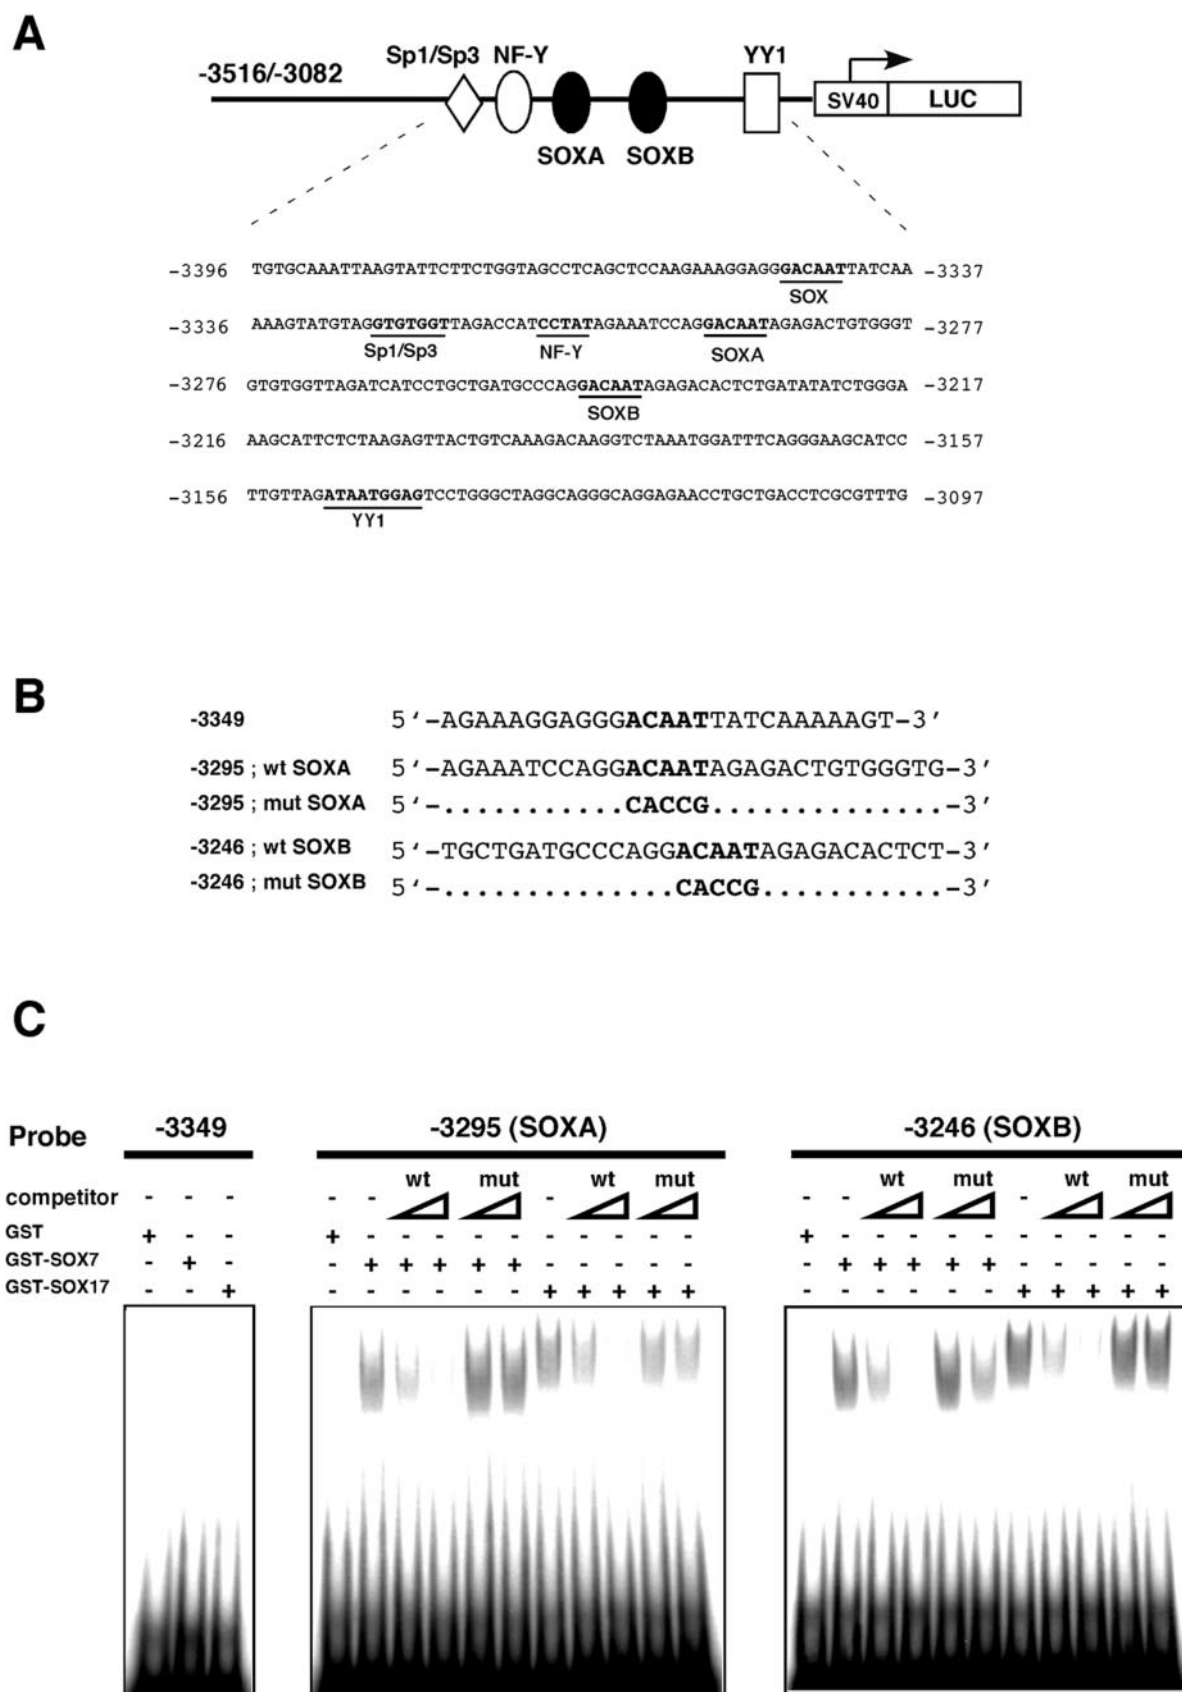 A
Sp1/Sp3 NF-Y YY1
-3516/-3082
SV40 LUC
SOXA SOXB
-3396 TGTGCAAATTAAGTATTCTTCTGGTAGCCTCAGCTCCAAGAAAGGAGGGACAATTATCAA -3337
SOX
-3336 AAAGTATGTAGGTGTGGTTAGACCATCCTATAGAAATCCAGGACAATAGAGACTGTGGGT -3277
Sp1/Sp3 NF-Y SOXA
-3276 GTGTGGTTAGATCATCCTGCTGATGCCCAGGACAATAGAGACACTCTGATATATCTGGGA -3217
SOXB
-3216 AAGCATTCTCTAAGAGTTACTGTCAAAGACAAGGTCTAAATGGATTTCAGGGAAGCATCC -3157
-3156 TTGTTAGATAATGGAGTCCTGGGCTAGGCAGGGCAGGAGAACCTGCTGACCTCGCGTTTG -3097
YY1
B
-3349 5'-AGAAAGGAGGGACAATTATCAAAAAGT-3'
-3295 ; wt SOXA 5'-AGAAATCCAGGACAATAGAGACTGTGGGTG-3'
-3295 ; mut SOXA 5'-...........CACCG..............-3'
-3246 ; wt SOXB 5'-TGCTGATGCCCAGGACAATAGAGACACTCT-3'
-3246 ; mut SOXB 5'-..............CACCG...........-3'
C
Probe -3349 -3295 (SOXA) -3246 (SOXB)
wt mut wt mut wt mut wt mut
competitor - - - - - - - - -
GST + - - + - - - - - - - - - - + - - - - - - - - - -
GST-SOX7 - + - - + + + + + - - - - - - + + + + + - - - - -
GST-SOX17 - - + - - - - - - + + + + + - - - - - - + + + + +